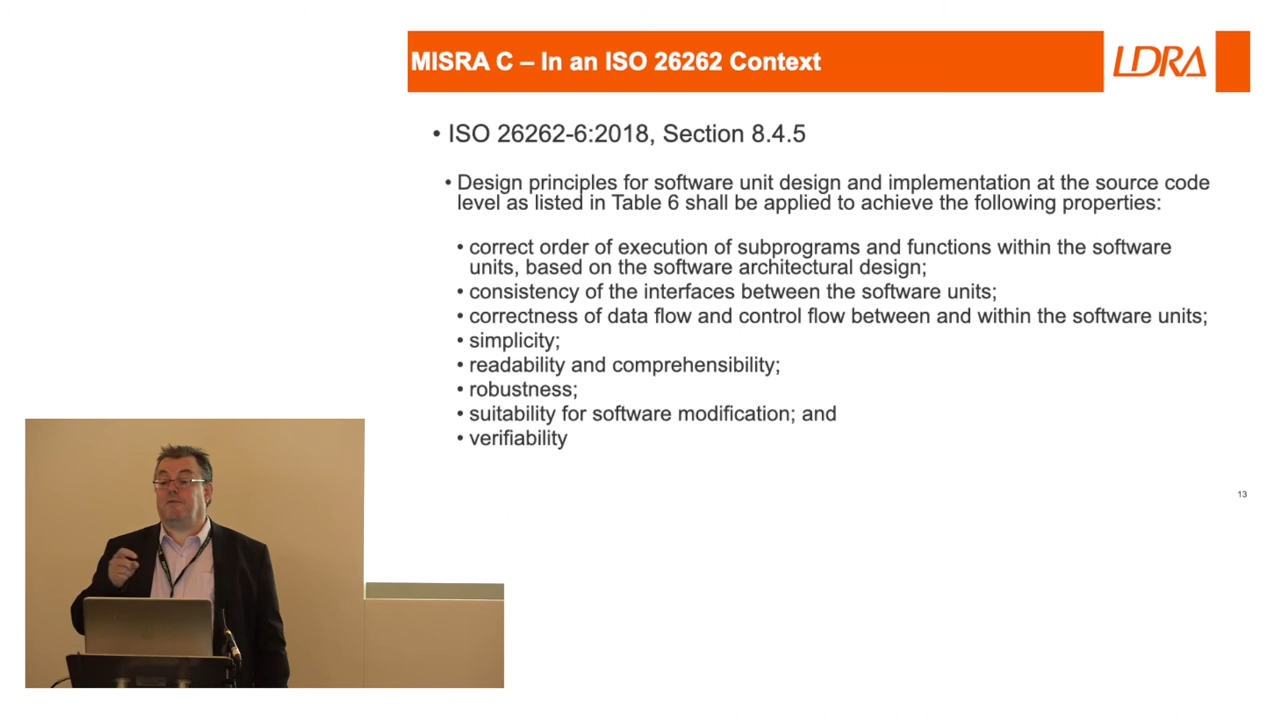 MISRA C – In an ISO 26262 Context
LDRA
• ISO 26262-6:2018, Section 8.4.5
• Design principles for software unit design and implementation at the source code
level as listed in Table 6 shall be applied to achieve the following properties:
• correct order of execution of subprograms and functions within the software
units, based on the software architectural design;
• consistency of the interfaces between the software units;
• correctness of data flow and control flow between and within the software units;
• simplicity;
• readability and comprehensibility;
• robustness;
• suitability for software modification; and
• verifiability
13